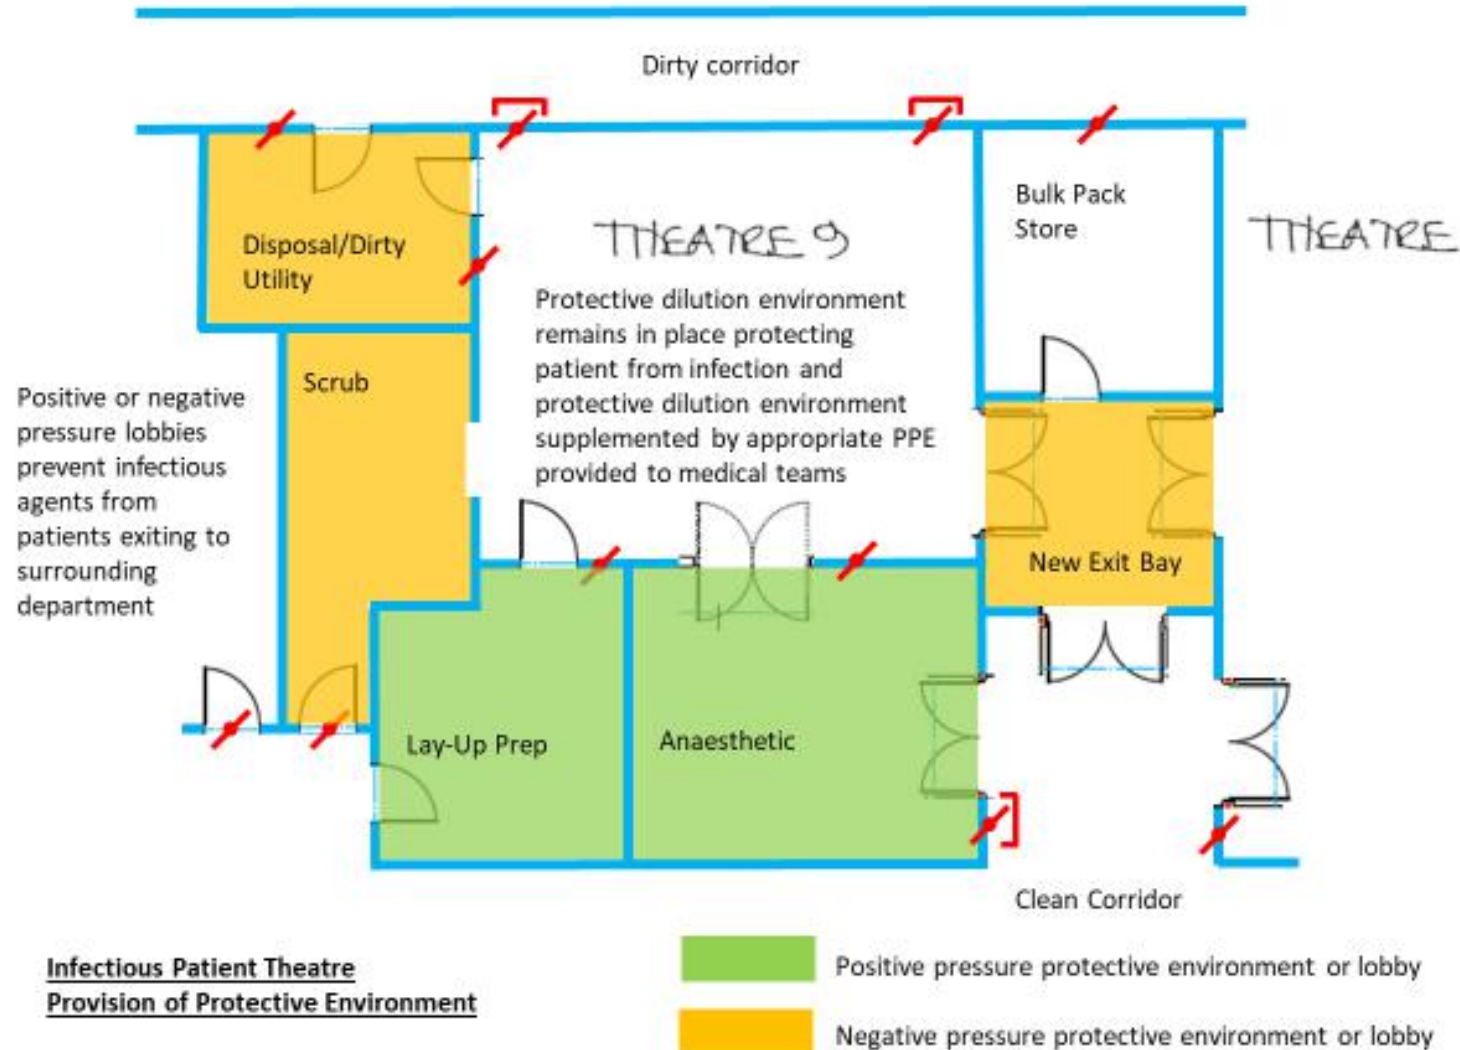 Dirty corridor
Bulk Pack
Store
THEATRE 9
THEATRE
Disposal/Dirty
Utility
Protective dilution environment
remains in place protecting
patient from infection and
protective dilution environment
supplemented by appropriate PPE
provided to medical teams
Scrub
Positive or negative
pressure lobbies
prevent infectious
agents from
patients exiting to
surrounding
department
New Exit Bay
Lay-Up Prep
Anaesthetic
Clean Corridor
Infectious Patient Theatre
Provision of Protective Environment
Positive pressure protective environment or lobby
Negative pressure protective environment or lobby